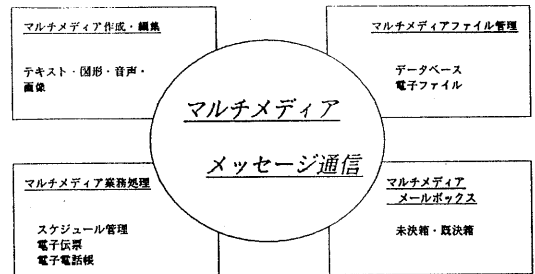 マルチメディア作成・編集
テキスト・図形・音声・
画像
マルチメディアファイル管理
データベース
電子ファイル
マルチメディア
メッセージ通信
マルチメディア業務処理
スケジュール管理
電子伝票
電子電話帳
マルチメディア
メールボックス
未決箱・既決箱